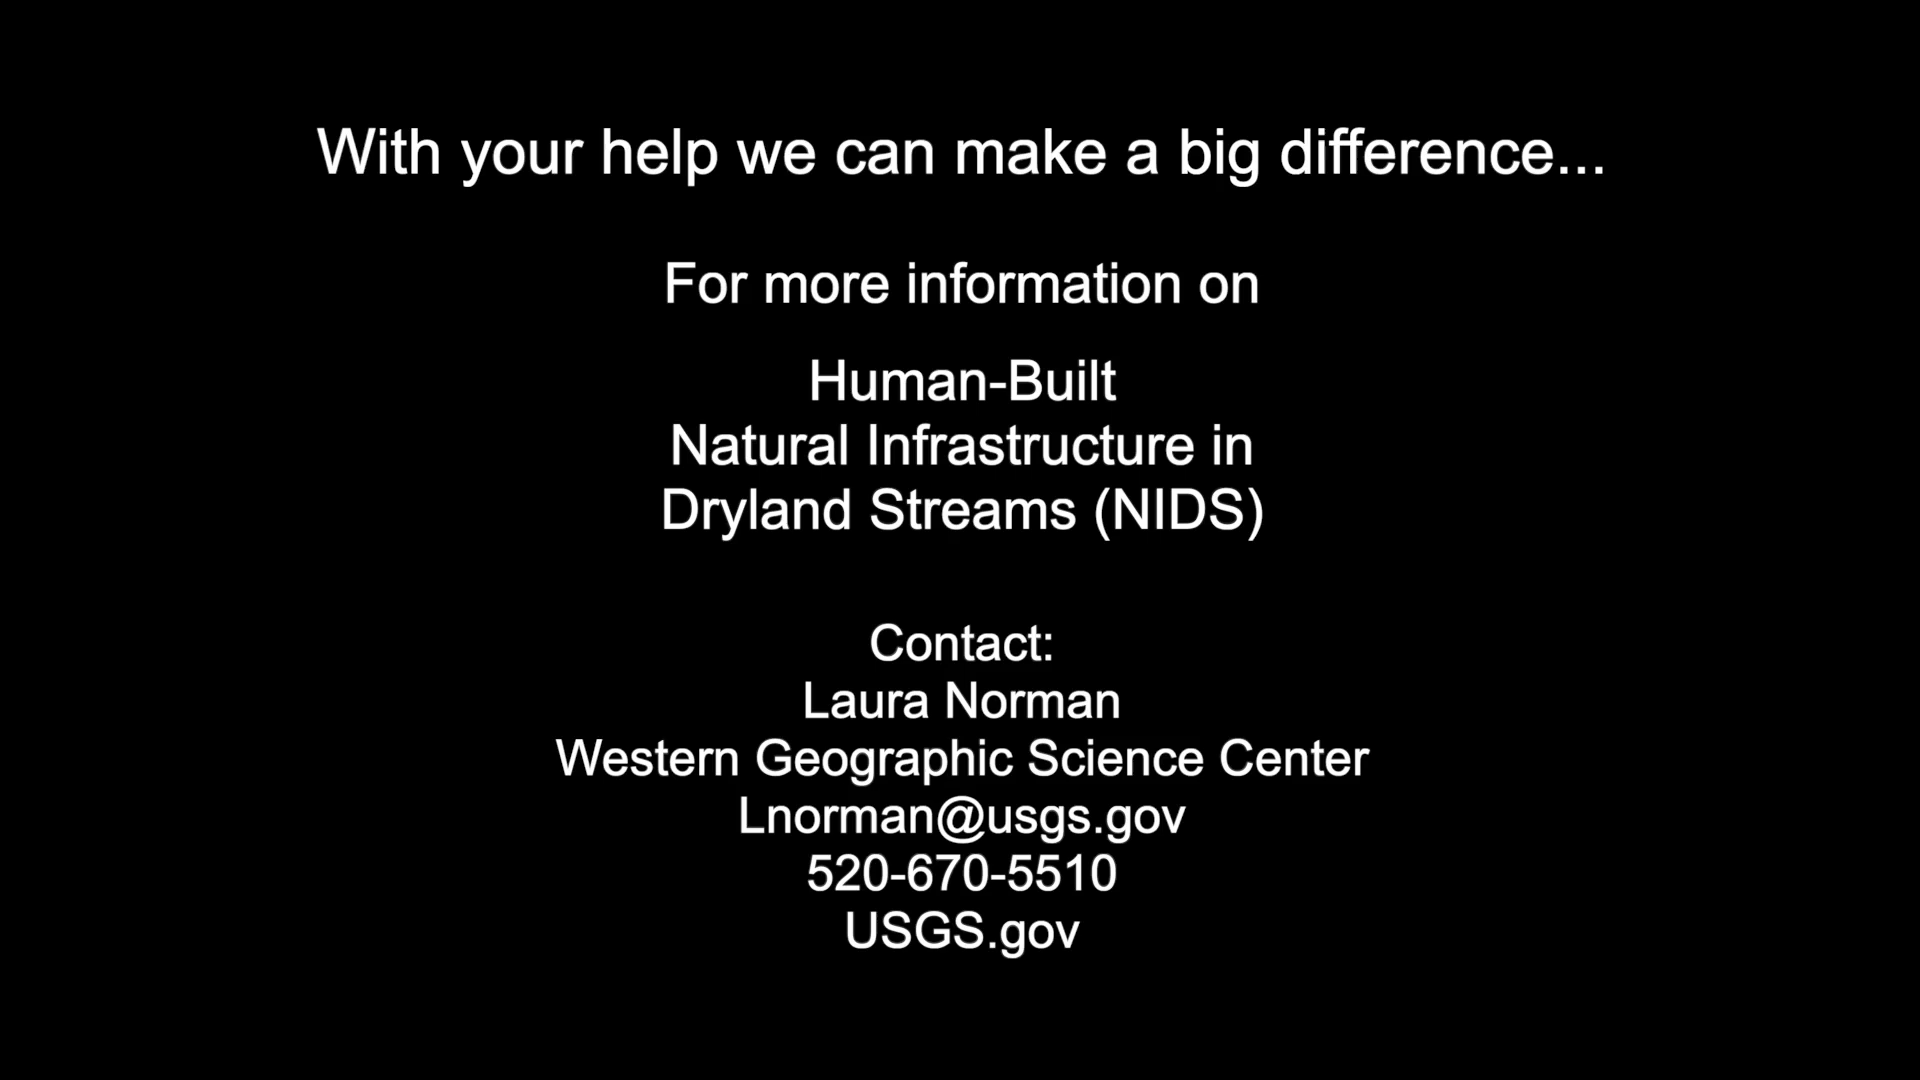 With your help we can make a big difference...
For more information on
Human-Built
Natural Infrastructure in
Dryland Streams (NIDS)
Contact:
Laura Norman
Western Geographic Science Center
Lnorman@usgs.gov
520-670-5510
USGS.gov